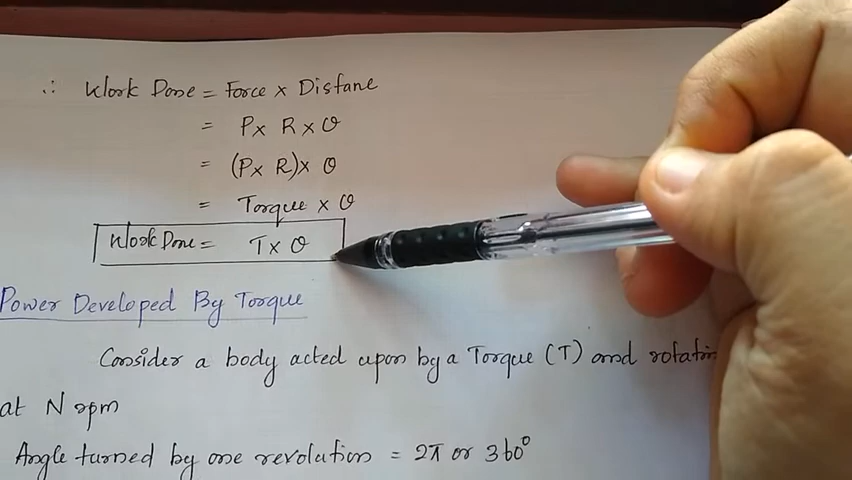 ∴ Work Done = Force × Distane
= P× R × θ
= (P× R)× θ
= Torque × θ
Work Done = T× θ
Power Developed By Torque
Consider a body acted upon by a Torque (T) and
at N rpm
Angle turned by one revolution = 2π or 360°